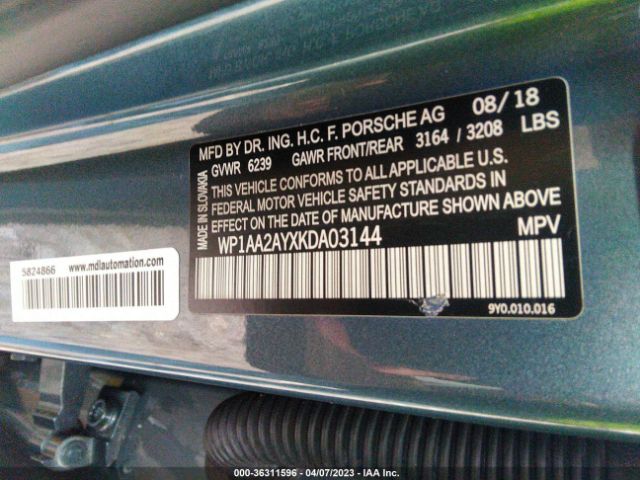 MFD BY DR. ING. H.C. F. PORSCHE AG 08/18
GVWR 6239 GAWR FRONT/REAR 3164 / 3208 LBS
MADE IN SLOVAKIA
THIS VEHICLE CONFORMS TO ALL APPLICABLE U.S.
FEDERAL MOTOR VEHICLE SAFETY STANDARDS IN
EFFECT ON THE DATE OF MANUFACTURE SHOWN ABOVE
WP1AA2AYXKDA03144 MPV
9Y0.010.016
5824866
www.mdlautomation.com
000-36311596 - 04/07/2023 - IAA Inc.